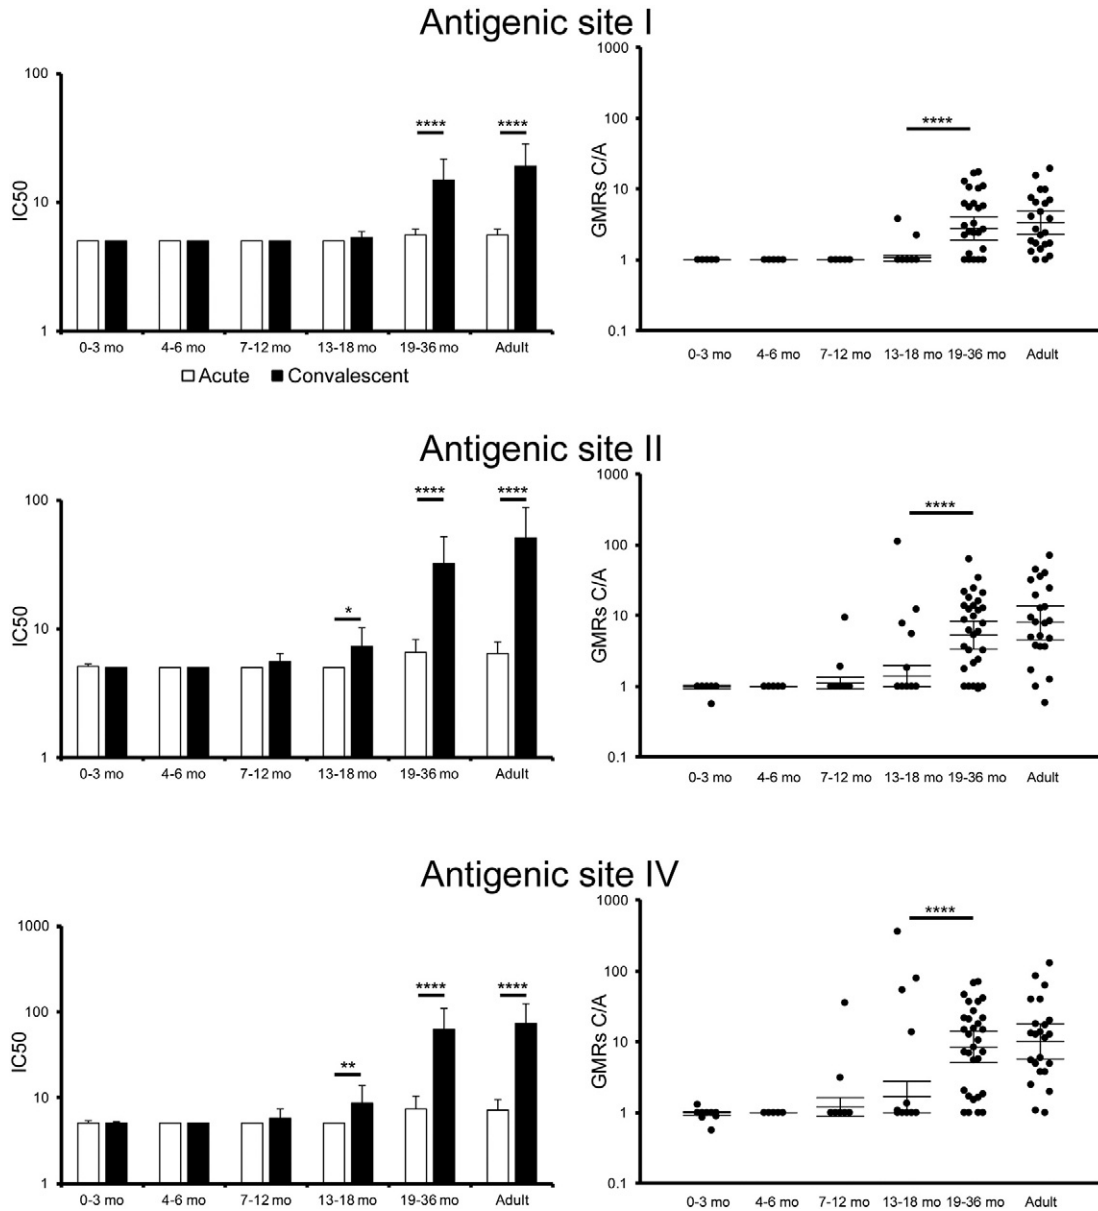 Antigenic site I
100
10
1
IC50
****
****
0-3 mo
4-6 mo
7-12 mo
13-18 mo
19-36 mo
Adult
Acute
Convalescent
1000
100
10
1
0.1
GMRs C/A
****
0-3 mo
4-6 mo
7-12 mo
13-18 mo
19-36 mo
Adult
Antigenic site II
100
10
1
IC50
*
****
****
0-3 mo
4-6 mo
7-12 mo
13-18 mo
19-36 mo
Adult
1000
100
10
1
0.1
GMRs C/A
****
0-3 mo
4-6 mo
7-12 mo
13-18 mo
19-36 mo
Adult
Antigenic site IV
1000
100
10
1
IC50
**
****
****
0-3 mo
4-6 mo
7-12 mo
13-18 mo
19-36 mo
Adult
1000
100
10
1
0.1
GMRs C/A
****
0-3 mo
4-6 mo
7-12 mo
13-18 mo
19-36 mo
Adult